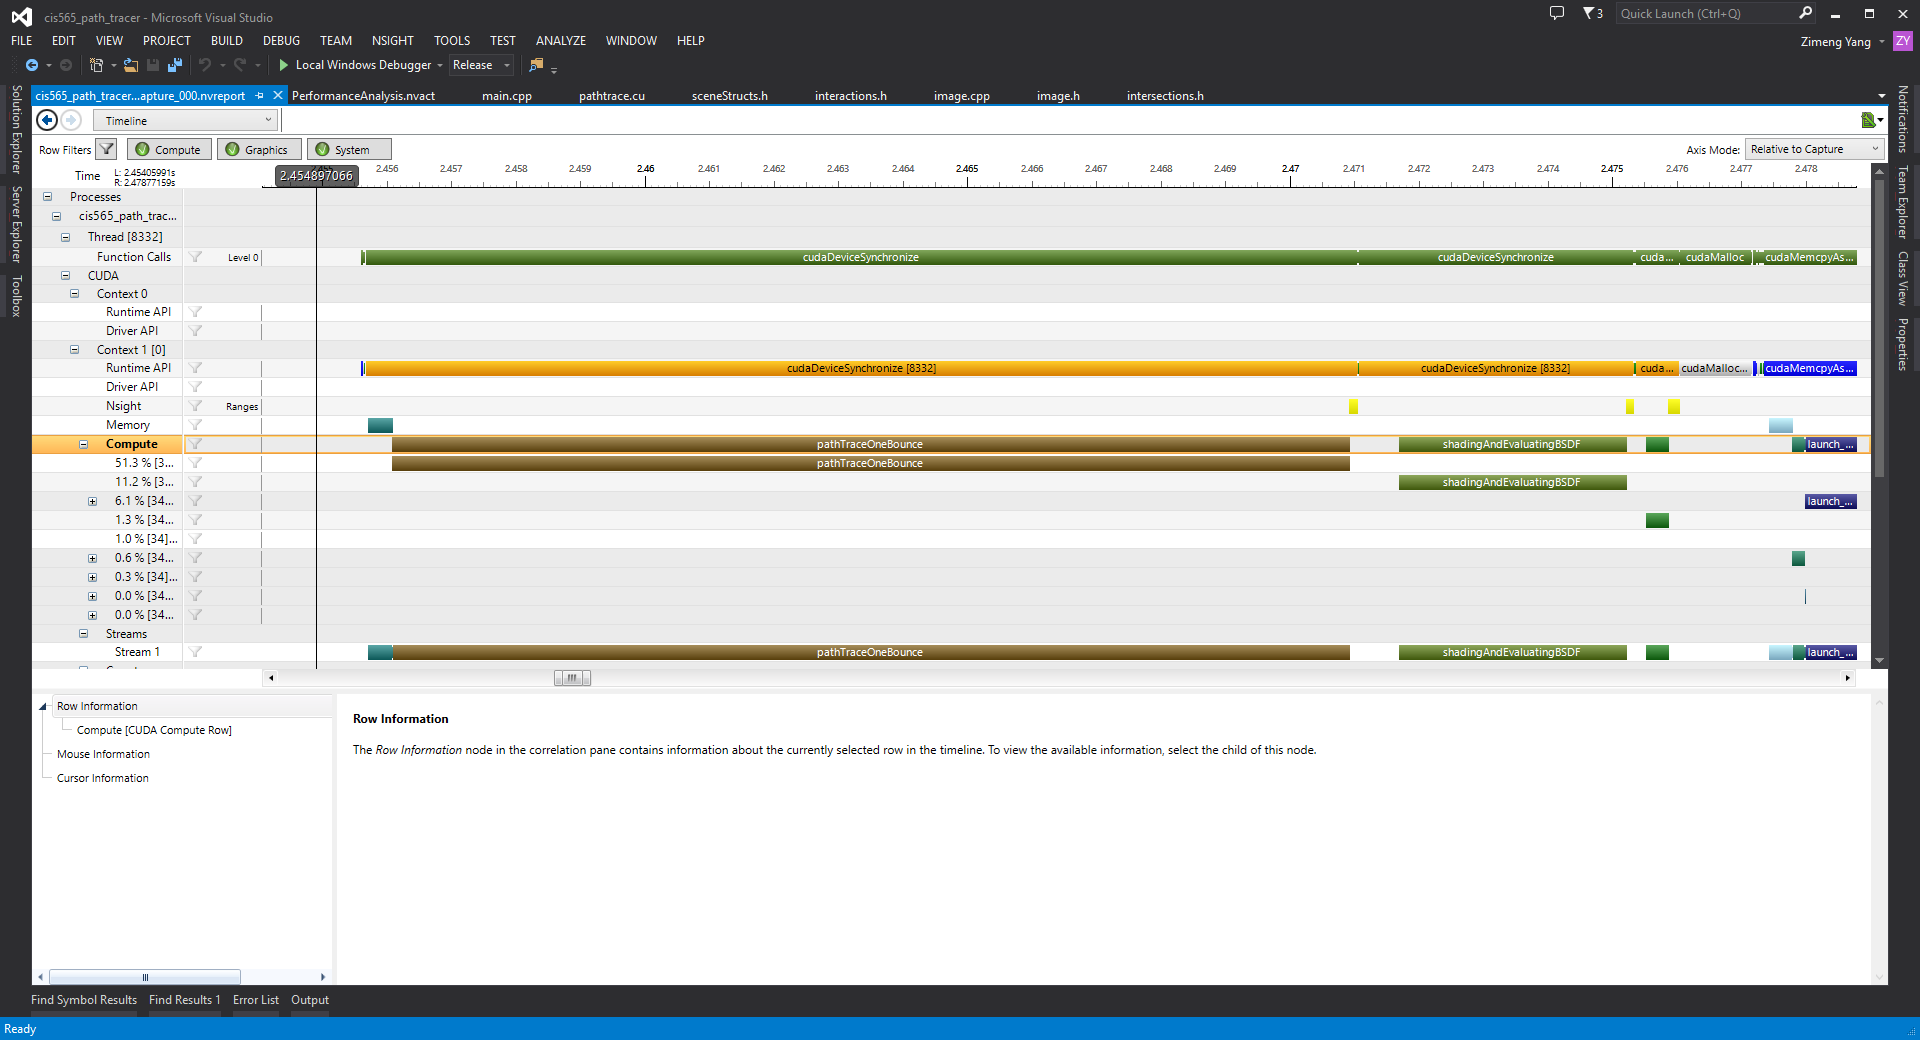 cis565_path_tracer - Microsoft Visual Studio
3
Quick Launch (Ctrl+Q)
FILE EDIT VIEW PROJECT BUILD DEBUG TEAM NSIGHT TOOLS TEST ANALYZE WINDOW HELP
Zimeng Yang ZY
Local Windows Debugger Release
cis565_path_tracer...apture_000.nvreport PerformanceAnalysis.nvact main.cpp pathtrace.cu sceneStructs.h interactions.h image.cpp image.h intersections.h
Solution Explorer
Server Explorer
Toolbox
Notifications
Team Explorer
Class View
Properties
Timeline
Row Filters Compute Graphics System
Axis Mode: Relative to Capture
Time L: 2.45405991s
R: 2.47877159s
2.454897066
2.456 2.457 2.458 2.459 2.46 2.461 2.462 2.463 2.464 2.465 2.466 2.467 2.468 2.469 2.47 2.471 2.472 2.473 2.474 2.475 2.476 2.477 2.478
Processes
cis565_path_trac...
Thread [8332]
Function Calls Level 0 cudaDeviceSynchronize cudaDeviceSynchronize cuda... cudaMalloc cudaMemcpyAs...
CUDA
Context 0
Runtime API
Driver API
Context 1 [0]
Runtime API cudaDeviceSynchronize [8332] cudaDeviceSynchronize [8332] cuda... cudaMalloc... cudaMemcpyAs...
Driver API
Nsight Ranges
Memory
Compute pathTraceOneBounce shadingAndEvaluatingBSDF launch_...
51.3 % [3... pathTraceOneBounce
11.2 % [3... shadingAndEvaluatingBSDF
6.1 % [34... launch_...
1.3 % [34...
1.0 % [34]...
0.6 % [34...
0.3 % [34]...
0.0 % [34...
0.0 % [34...
Streams
Stream 1 pathTraceOneBounce shadingAndEvaluatingBSDF launch_...
Row Information
Compute [CUDA Compute Row]
Mouse Information
Cursor Information
Row Information
The Row Information node in the correlation pane contains information about the currently selected row in the timeline. To view the available information, select the child of this node.
Find Symbol Results Find Results 1 Error List Output
Ready